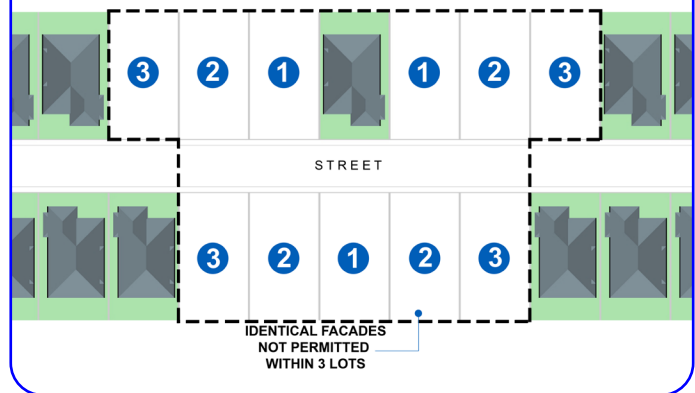 3 2 1 1 2 3
STREET
3 2 1 2 3
IDENTICAL FACADES
NOT PERMITTED
WITHIN 3 LOTS